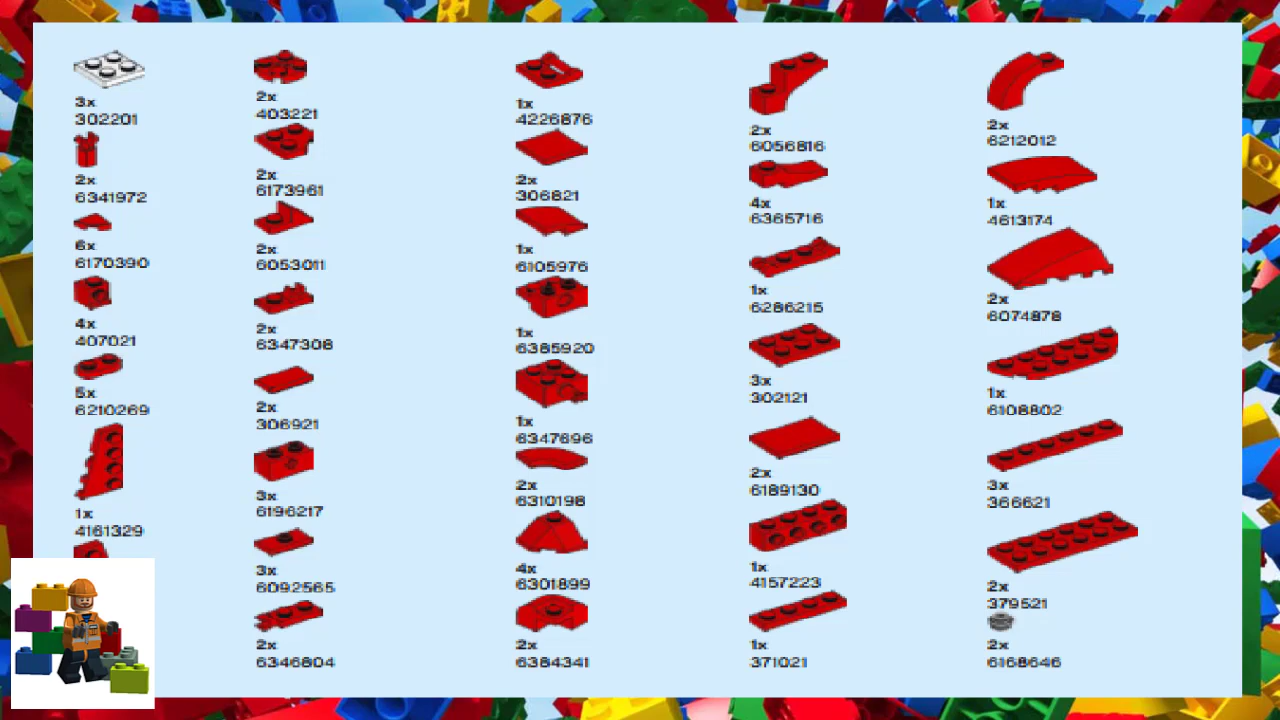 3x
302201
2x
6341972
6x
6170390
4x
407021
5x
6210269
1x
4161329
2x
403221
2x
6173961
2x
6053011
2x
6347308
2x
306921
3x
6196217
3x
6092565
2x
6346804
1x
4226876
2x
306821
1x
6105976
1x
6385920
1x
6347696
2x
6310198
4x
6301899
2x
6384341
2x
6056816
4x
6365716
1x
6286215
3x
302121
2x
6189130
1x
4157223
1x
371021
2x
6212012
1x
4613174
2x
6074878
1x
6108802
3x
366621
2x
379521
2x
6168646